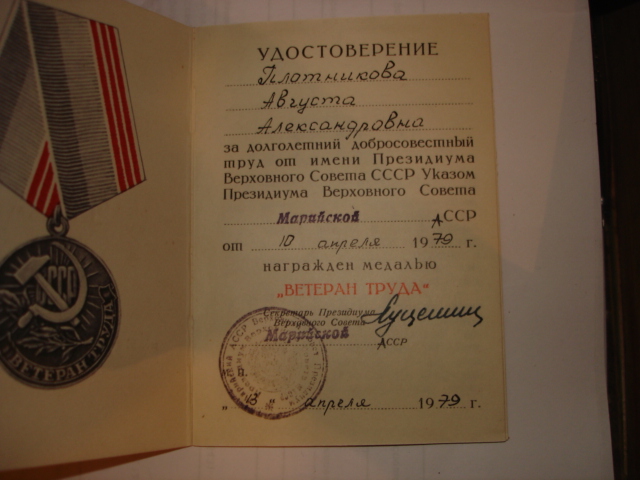 УДОСТОВЕРЕНИЕ
Плотникова
Августа
Александровна
за долголетний добросовестный
труд от имени Президиума
Верховного Совета СССР Указом
Президиума Верховного Совета
Марийской АССР
от 10 апреля 1979 г.
награжден медалью
„ВЕТЕРАН ТРУДА“
Секретарь Президиума
Верховного Совета
Марийской АССР
„13" апреля 1979 г.
СССР
ВЕТЕРАН ТРУДА